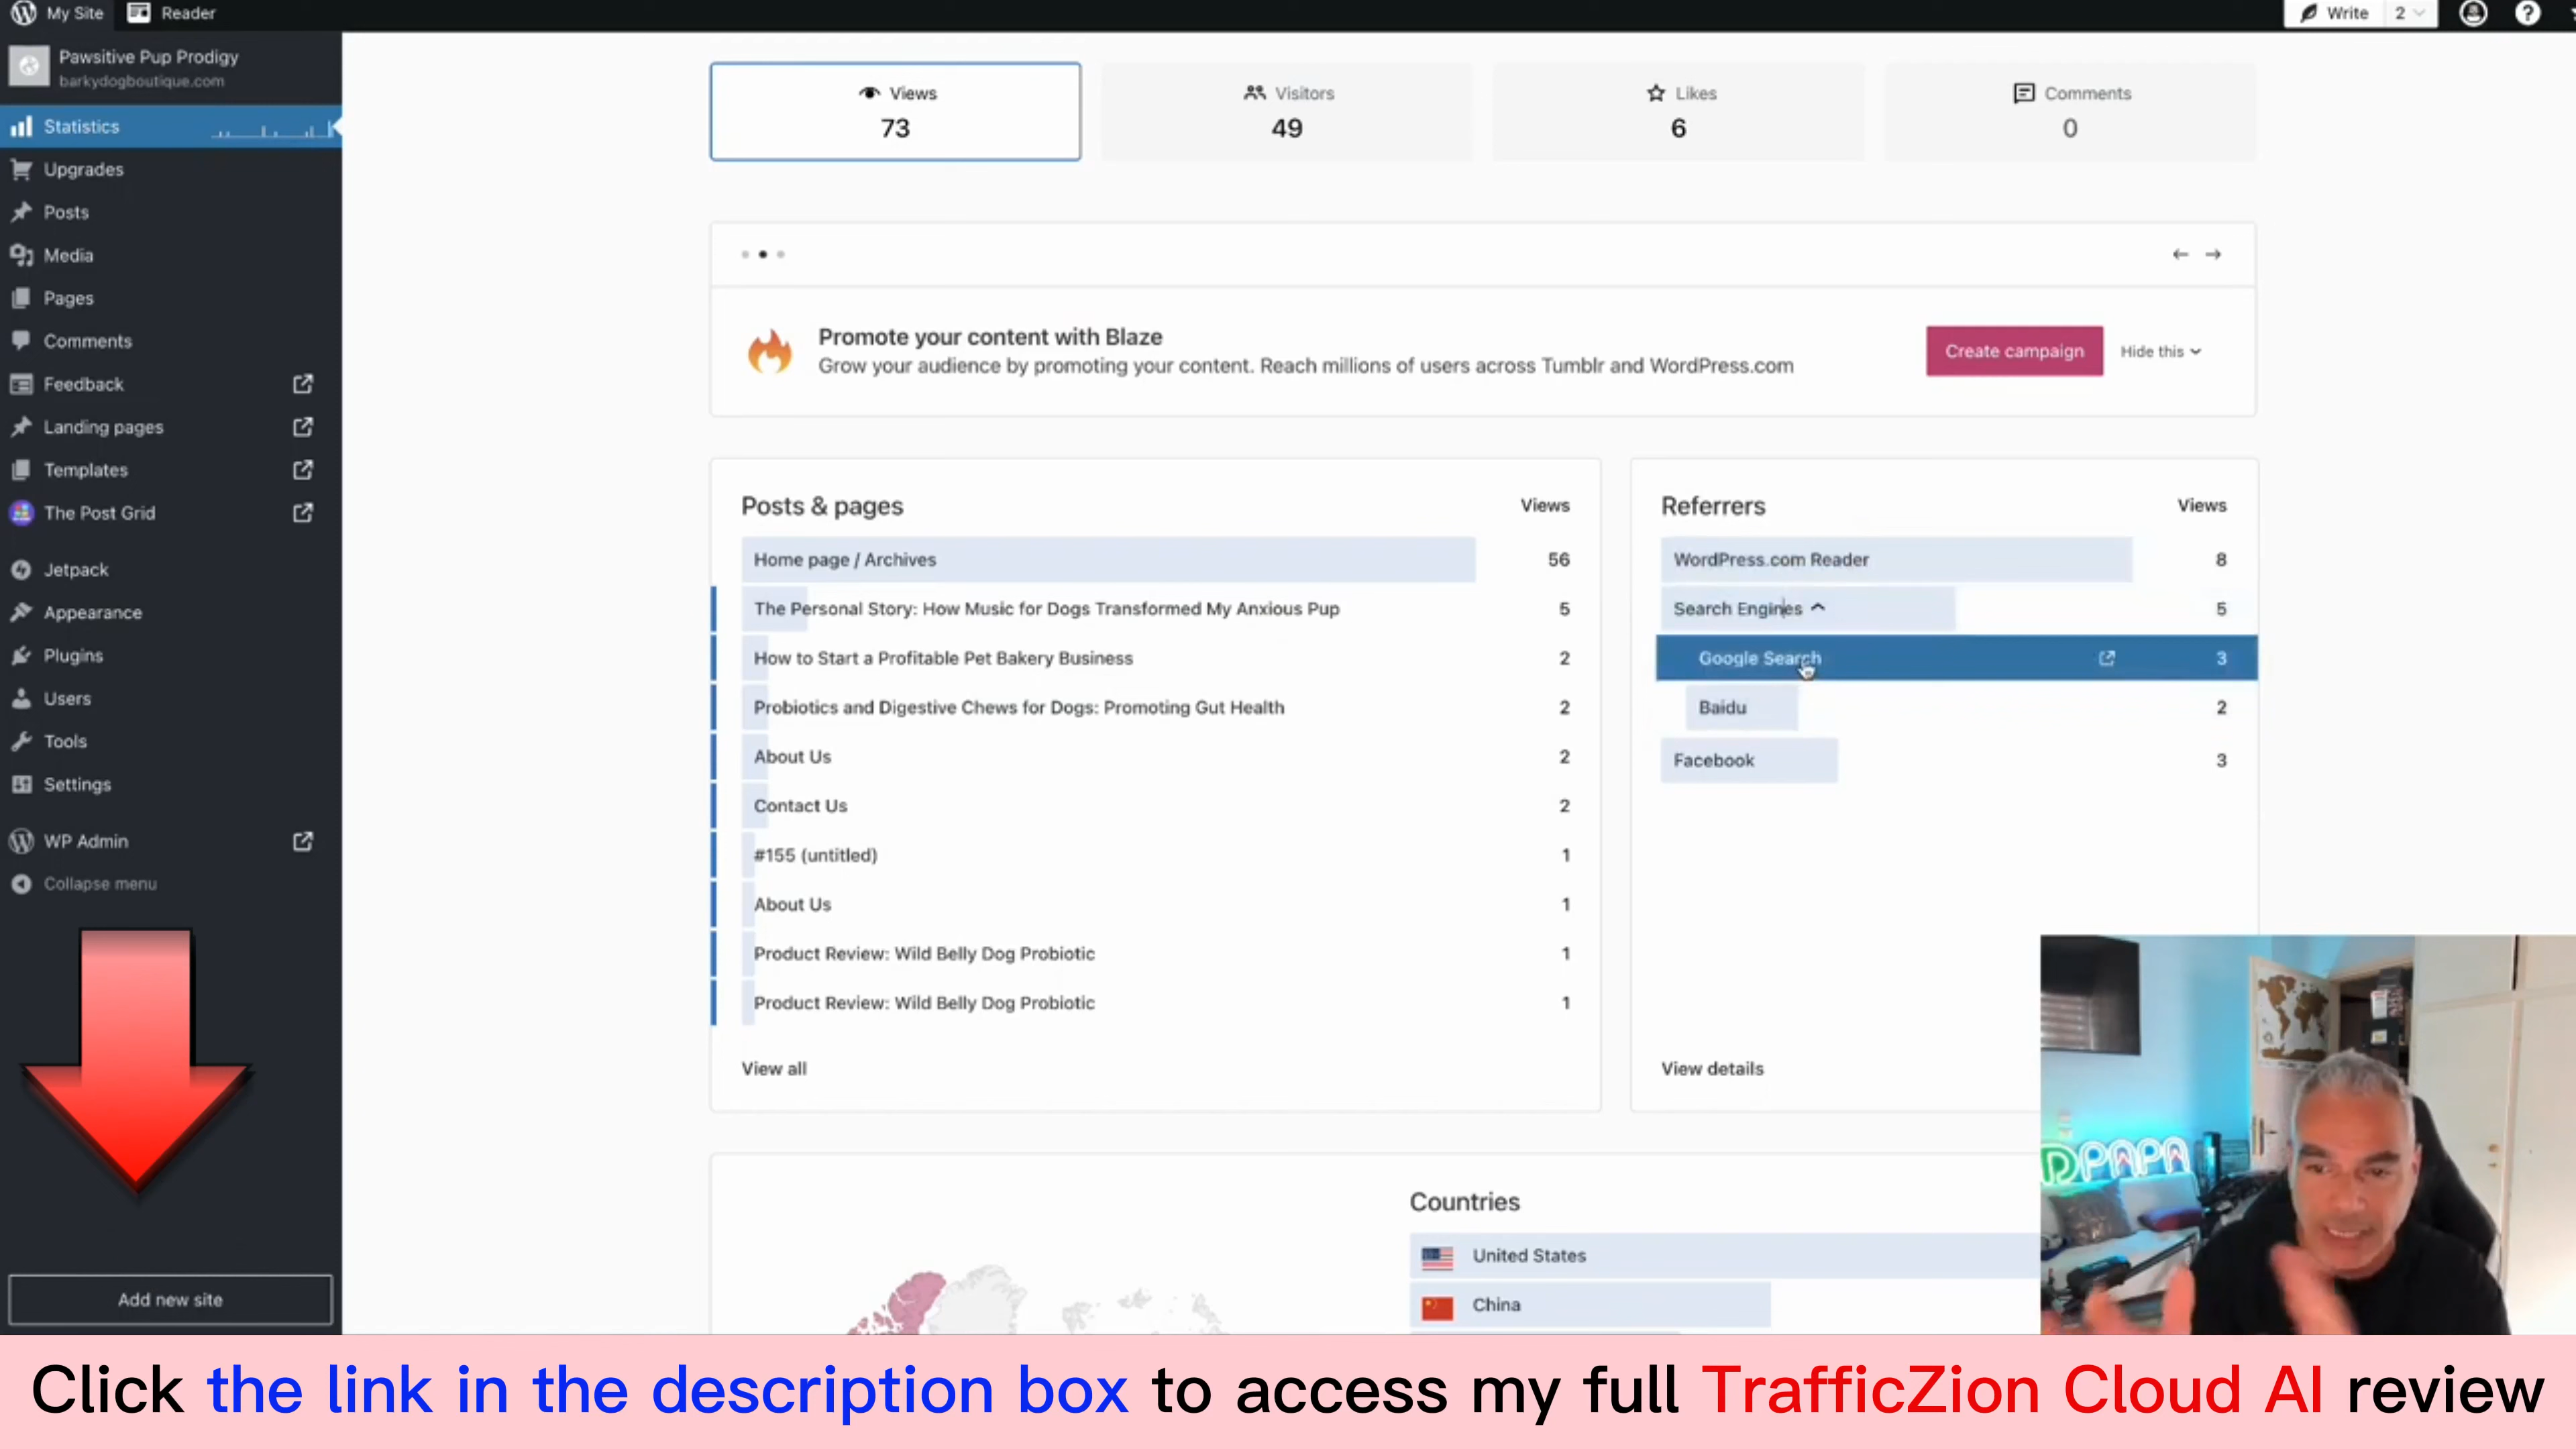 My Site
Reader
Write
2
Pawsitive Pup Prodigy
barkydogboutique.com
Statistics
Upgrades
Posts
Media
Pages
Comments
Feedback
Landing pages
Templates
The Post Grid
Jetpack
Appearance
Plugins
Users
Tools
Settings
WP Admin
Collapse menu
Add new site
Views
73
Visitors
49
Likes
6
Comments
0
Promote your content with Blaze
Grow your audience by promoting your content. Reach millions of users across Tumblr and WordPress.com
Create campaign
Hide this
Posts & pages Views
Home page / Archives 56
The Personal Story: How Music for Dogs Transformed My Anxious Pup 5
How to Start a Profitable Pet Bakery Business 2
Probiotics and Digestive Chews for Dogs: Promoting Gut Health 2
About Us 2
Contact Us 2
#155 (untitled) 1
About Us 1
Product Review: Wild Belly Dog Probiotic 1
Product Review: Wild Belly Dog Probiotic 1
View all
Referrers Views
WordPress.com Reader 8
Search Engines 5
Google Search 3
Baidu 2
Facebook 3
View details
Countries
United States
China
DPAPA
Click the link in the description box to access my full TrafficZion Cloud AI review